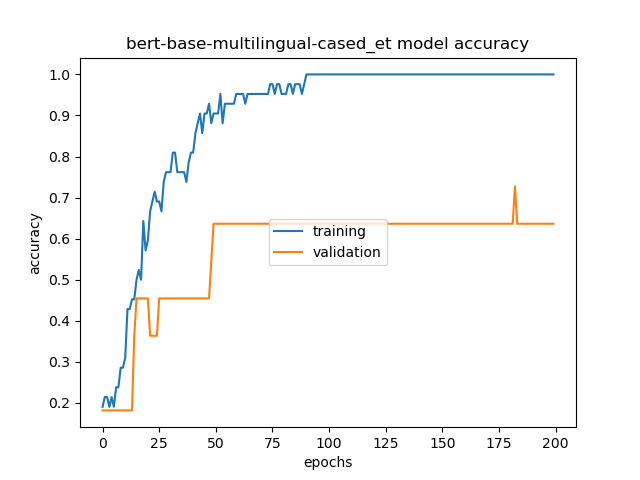 bert-base-multilingual-cased_et model accuracy
1.0
0.9
0.8
0.7
0.6
0.5
0.4
0.3
0.2
accuracy
training
validation
0 25 50 75 100 125 150 175 200
epochs